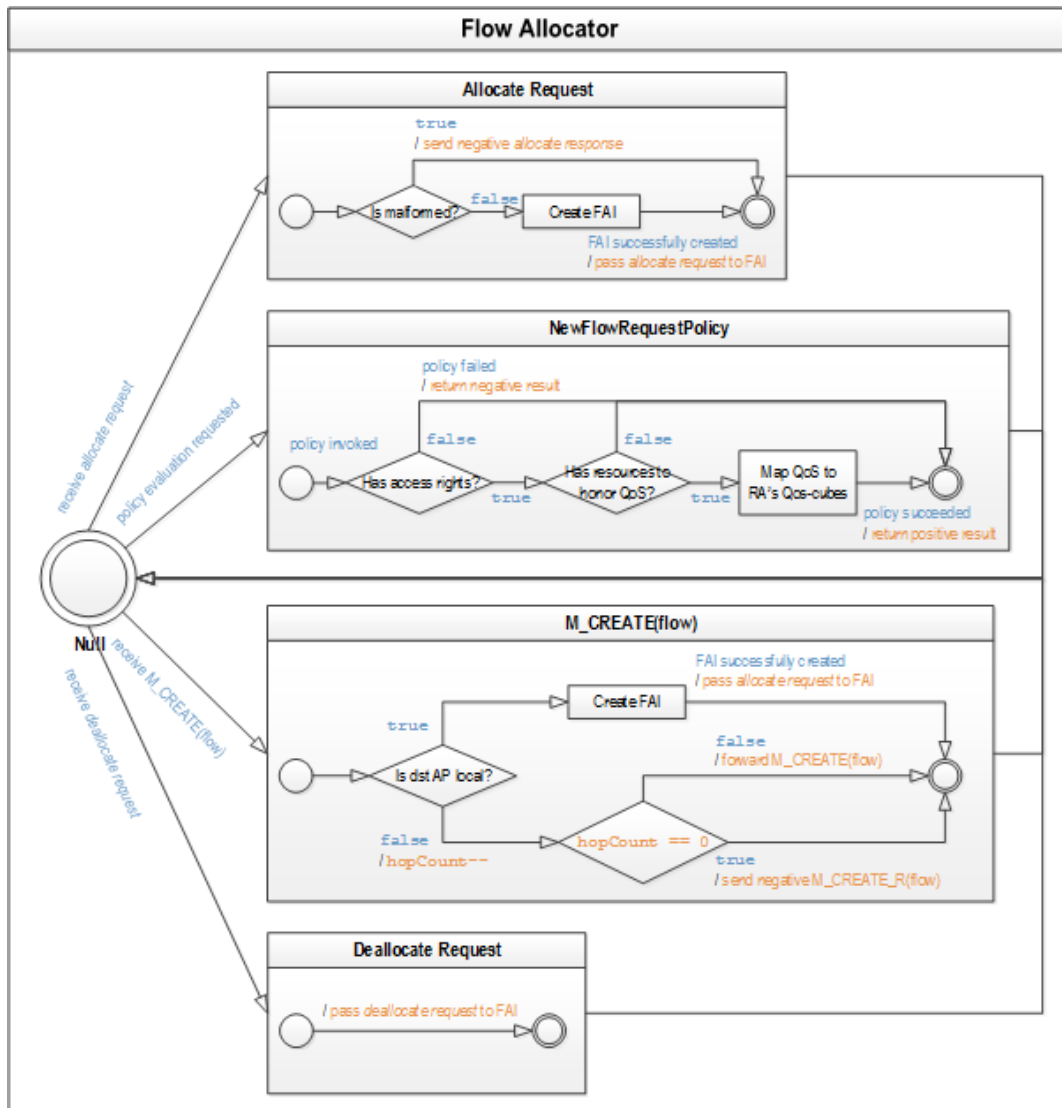 Flow Allocator
Allocate Request
true
/ send negative allocate response
Is malformed?
false
Create FAI
FAI successfully created
/ pass allocate request to FAI
receive allocate request
NewFlowRequestPolicy
policy failed
/ return negative result
policy evaluation requested
policy invoked
false
false
Has access rights?
true
Has resources to
honor QoS?
true
Map QoS to
RA's Qos-cubes
policy succeeded
/ return positive result
Null
receive M_CREATE(flow)
M_CREATE(flow)
FAI successfully created
/ pass allocate request to FAI
Create FAI
true
false
/ forward M_CREATE(flow)
Is dst AP local?
false
/ hopCount--
hopCount == 0
true
/ send negative M_CREATE_R(flow)
receive deallocate request
Deallocate Request
/ pass deallocate request to FAI